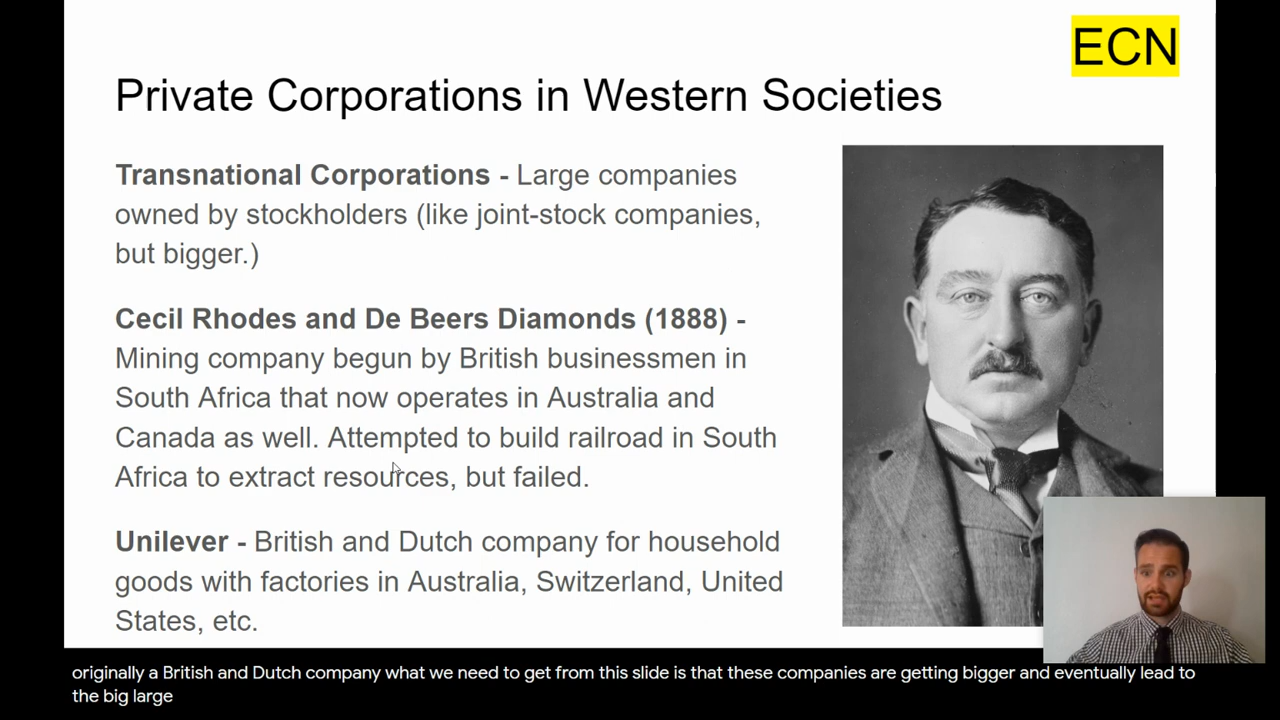 ECN
Private Corporations in Western Societies
Transnational Corporations - Large companies
owned by stockholders (like joint-stock companies,
but bigger.)
Cecil Rhodes and De Beers Diamonds (1888) -
Mining company begun by British businessmen in
South Africa that now operates in Australia and
Canada as well. Attempted to build railroad in South
Africa to extract resources, but failed.
Unilever - British and Dutch company for household
goods with factories in Australia, Switzerland, United
States, etc.
originally a British and Dutch company what we need to get from this slide is that these companies are getting bigger and eventually lead to
the big large